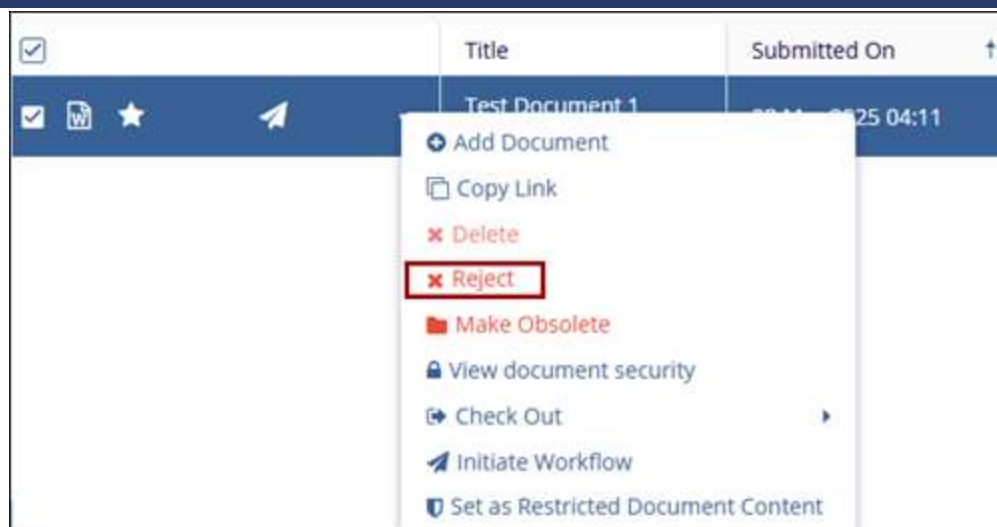 Title Submitted On
Test Document 1 2025 04:11
Add Document
Copy Link
Delete
Reject
Make Obsolete
View document security
Check Out
Initiate Workflow
Set as Restricted Document Content